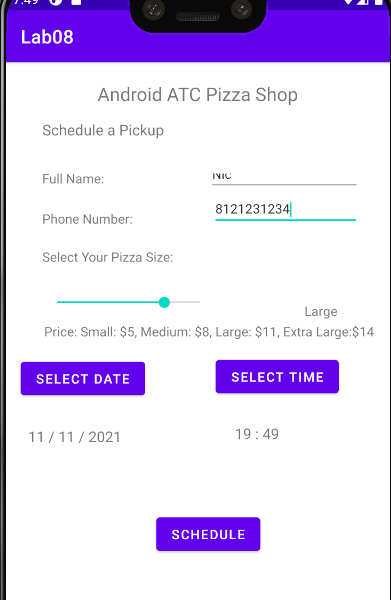 7:49
Lab08
Android ATC Pizza Shop
Schedule a Pickup
Full Name:
Nic
Phone Number:
8121231234
Select Your Pizza Size:
Large
Price: Small: $5, Medium: $8, Large: $11, Extra Large:$14
SELECT DATE
SELECT TIME
11 / 11 / 2021
19 : 49
SCHEDULE